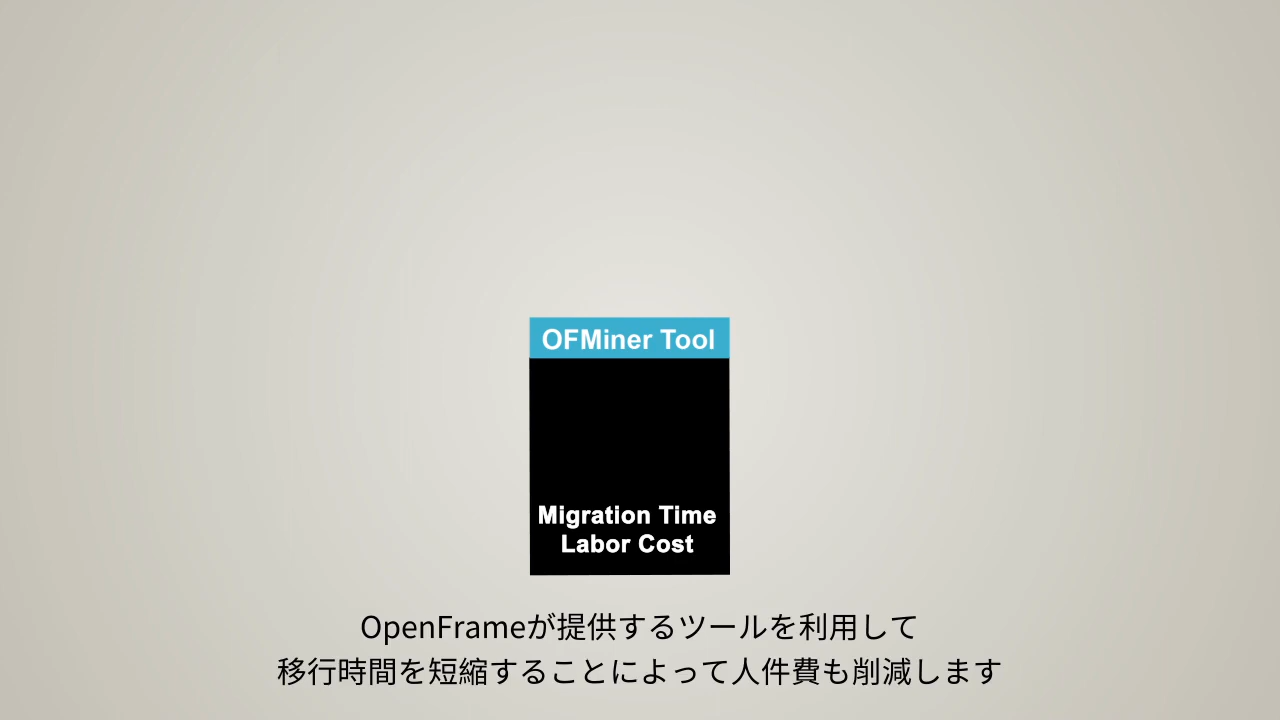 OFMiner Tool
Migration Time
Labor Cost
OpenFrameが提供するツールを利用して
移行時間を短縮することによって人件費も削減します